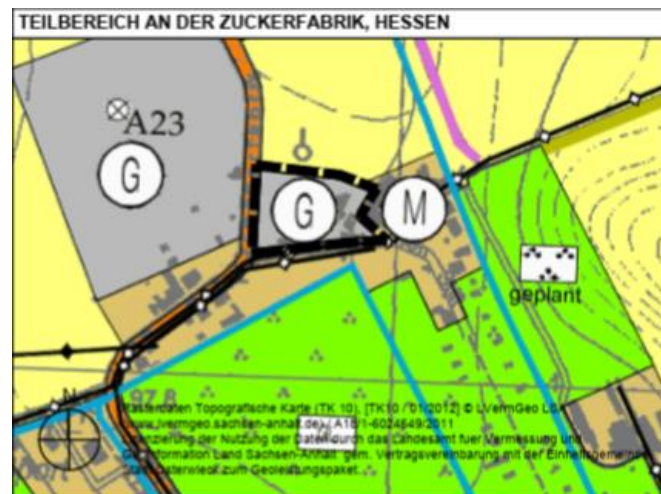 TEILBEREICH AN DER ZUCKERFABRIK, HESSEN
A23
G
G
M
geplant
N
97.8
Rasterdaten Topografische Karte (TK 10), [TK10 / 01/2012] © LVermGeo LSA
(www.lvermgeo.sachsen-anhalt.de) / A18/1-6024649/2011
Lizenzierung der Nutzung der Daten durch das Landesamt fuer Vermessung und
Geoinformation Land Sachsen-Anhalt gem. Vertragsvereinbarung mit der Einheitsgemeinde
Stadt Osterwieck zum Geoleistungspaket